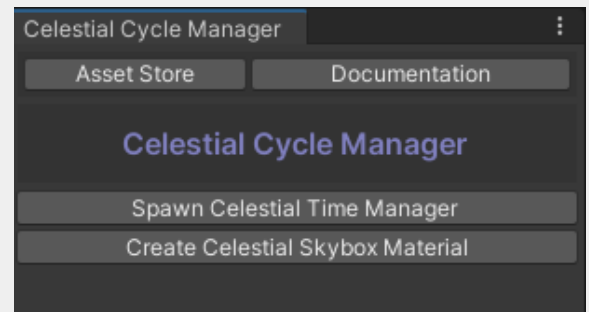 Celestial Cycle Manager
Asset Store Documentation
Celestial Cycle Manager
Spawn Celestial Time Manager
Create Celestial Skybox Material